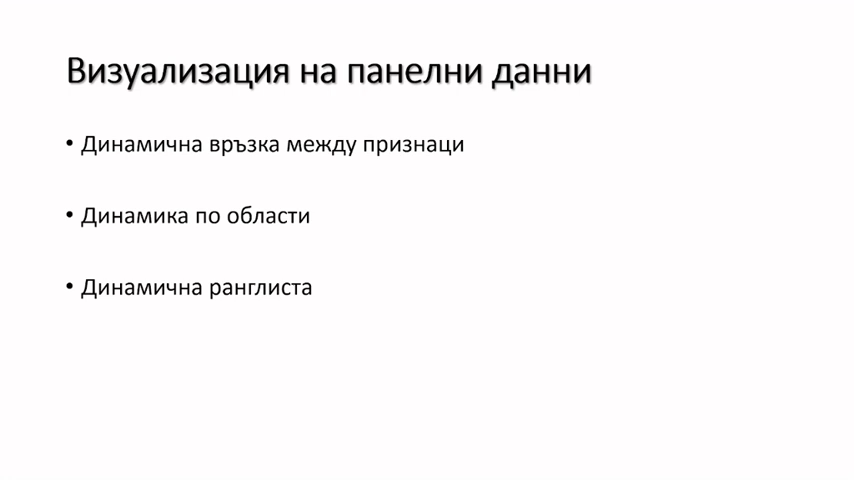 Визуализация на панелни данни
• Динамична връзка между признаци
• Динамика по области
• Динамична ранглиста